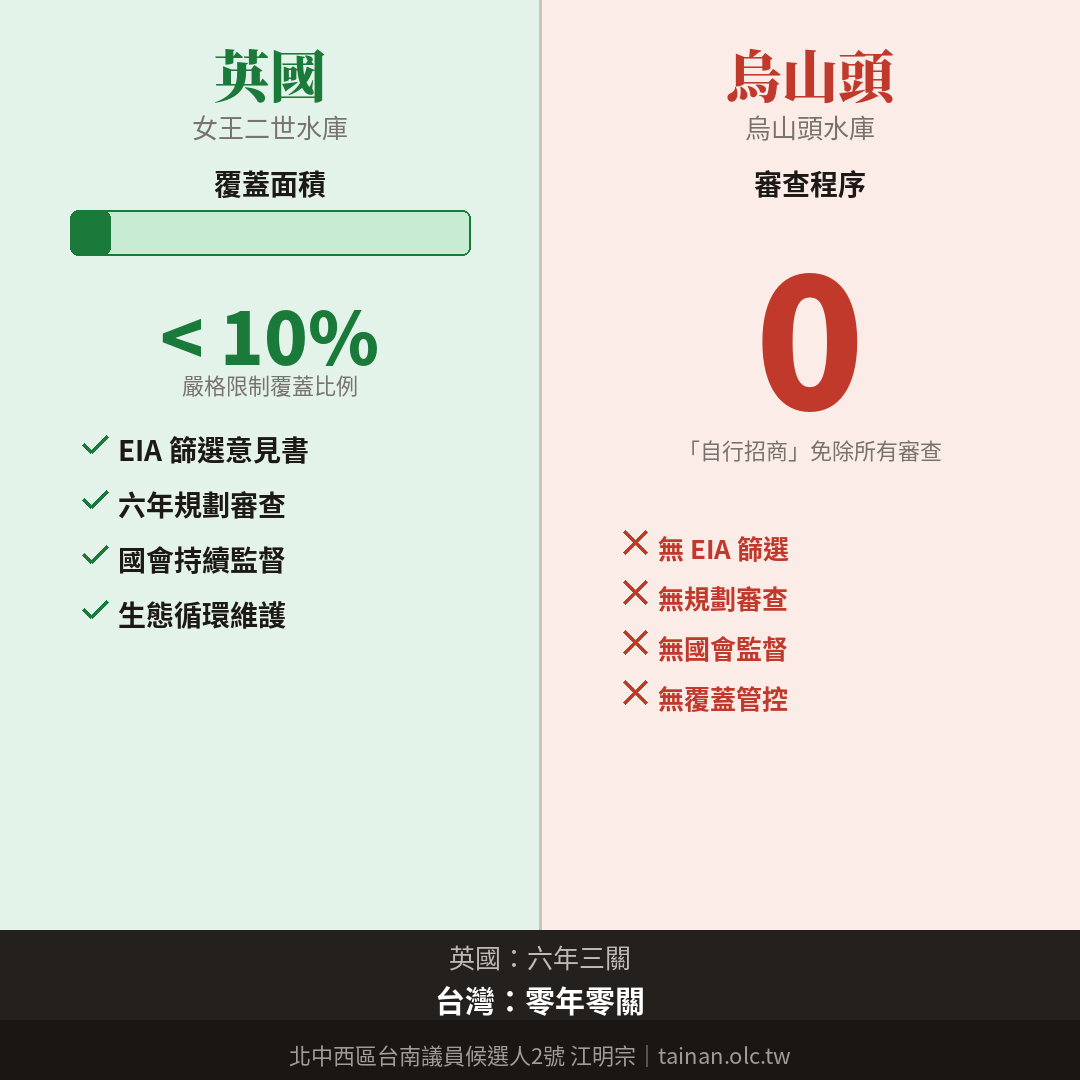 英國
女王二世水庫
覆蓋面積
< 10%
嚴格限制覆蓋比例
EIA 篩選意見書
六年規劃審查
國會持續監督
生態循環維護
烏山頭
烏山頭水庫
審查程序
0
「自行招商」免除所有審查
無 EIA 篩選
無規劃審查
無國會監督
無覆蓋管控
英國：六年三關
台灣：零年零關
北中西區台南議員候選人2號 江明宗｜tainan.olc.tw